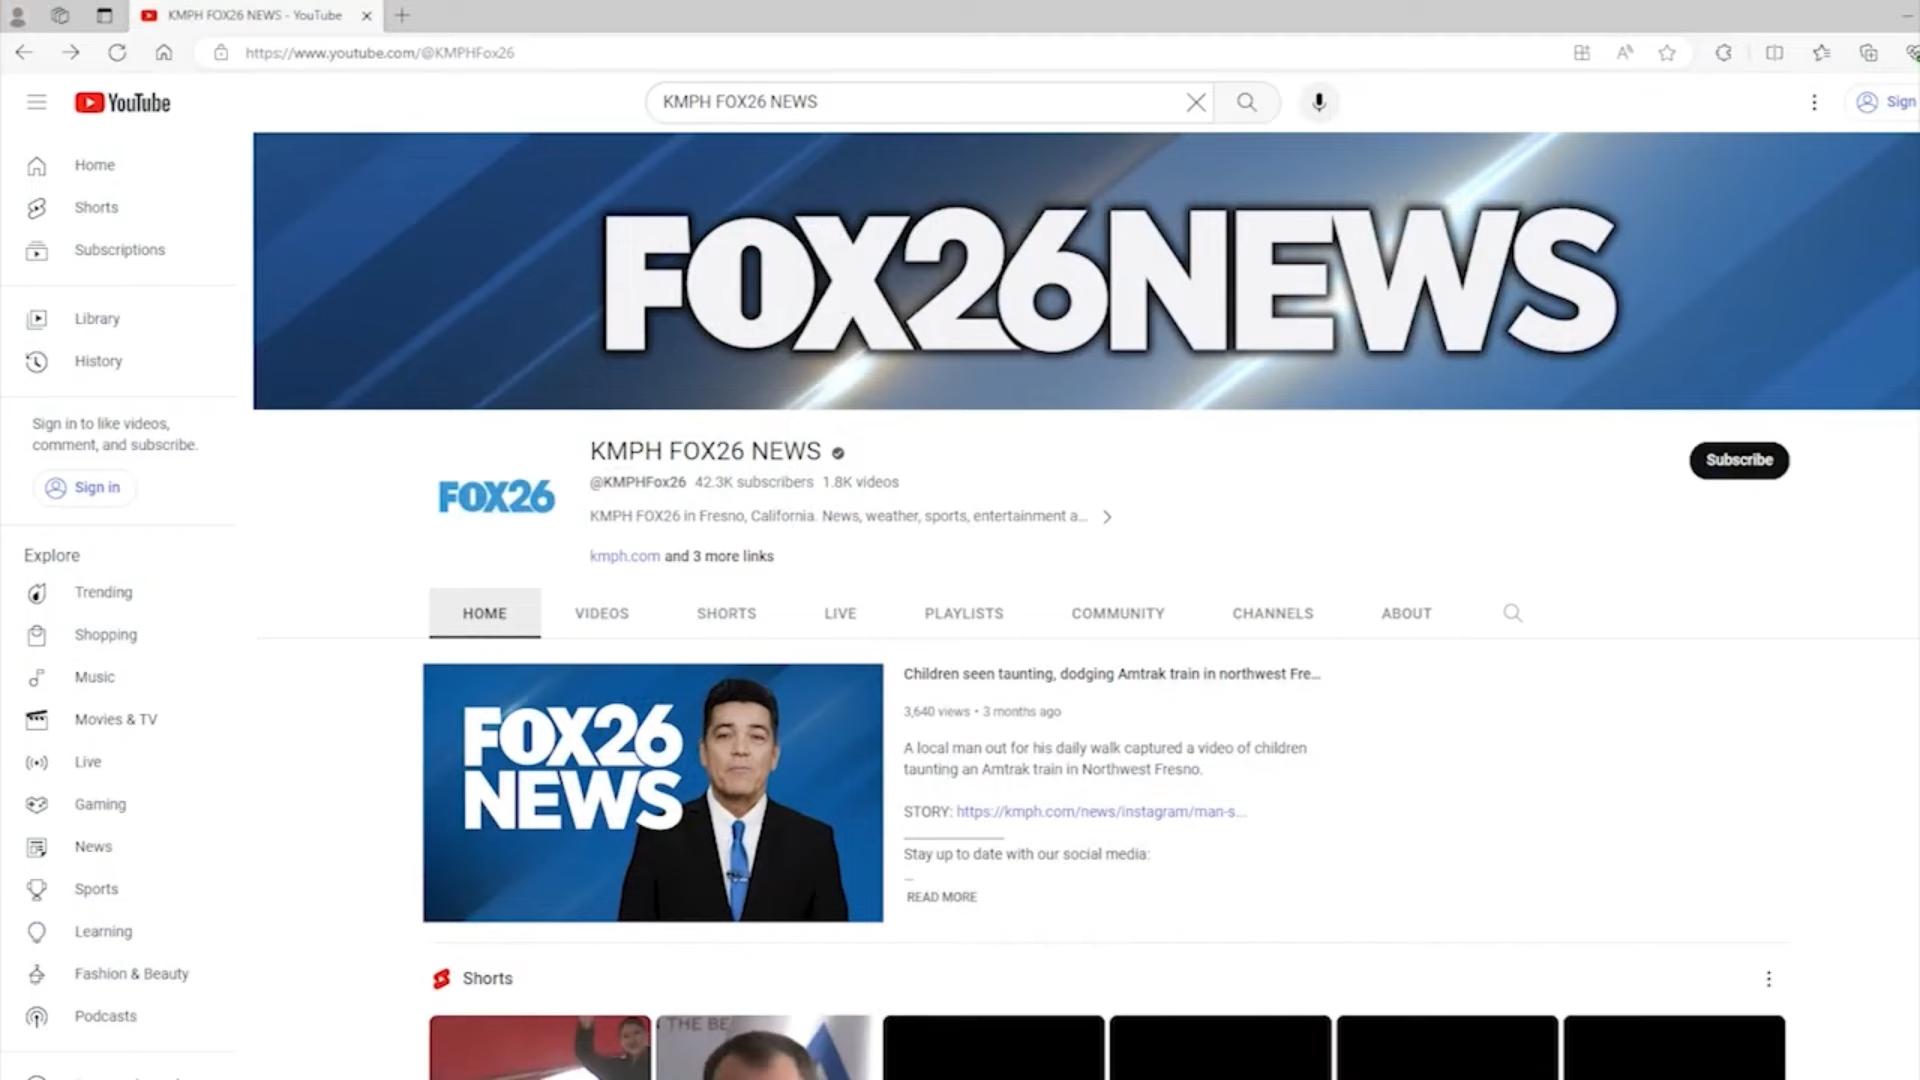 KMPH FOX26 NEWS - YouTube
https://www.youtube.com/@KMPHFox26
YouTube
KMPH FOX26 NEWS
Sign
Home
Shorts
Subscriptions
Library
History
Sign in to like videos,
comment, and subscribe.
Sign in
Explore
Trending
Shopping
Music
Movies & TV
Live
Gaming
News
Sports
Learning
Fashion & Beauty
Podcasts
FOX26NEWS
FOX26
KMPH FOX26 NEWS
@KMPHFox26 42.3K subscribers 1.8K videos
KMPH FOX26 in Fresno, California. News, weather, sports, entertainment a...
kmph.com and 3 more links
Subscribe
HOME VIDEOS SHORTS LIVE PLAYLISTS COMMUNITY CHANNELS ABOUT
FOX26
NEWS
Children seen taunting, dodging Amtrak train in northwest Fre...
3,640 views • 3 months ago
A local man out for his daily walk captured a video of children
taunting an Amtrak train in Northwest Fresno.
STORY: https://kmph.com/news/instagram/man-s...
Stay up to date with our social media:
...
READ MORE
Shorts
THE BE